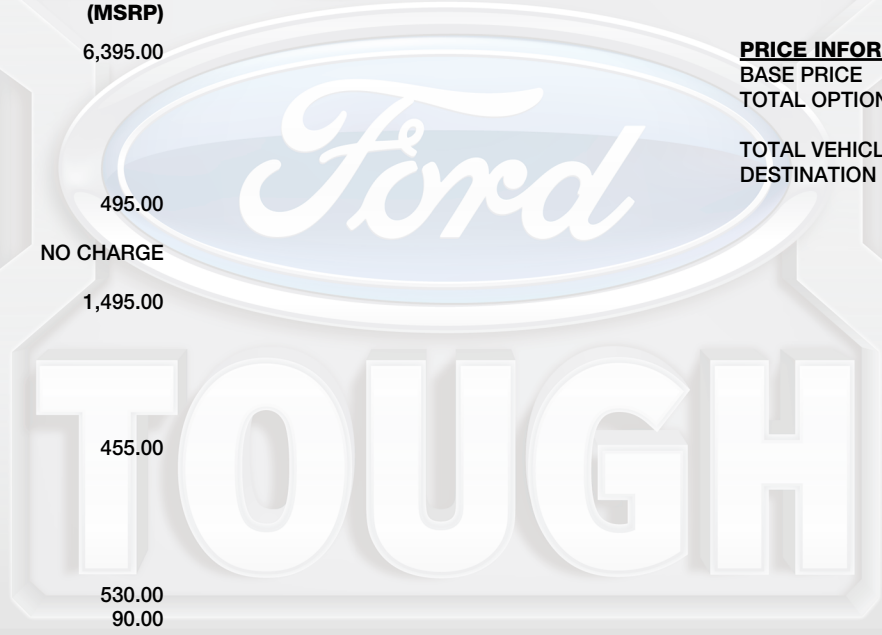 (MSRP)
6,395.00
495.00
NO CHARGE
1,495.00
455.00
530.00
90.00
PRICE INFOR
BASE PRICE
TOTAL OPTION
TOTAL VEHICL
DESTINATION
Ford
TOUGH